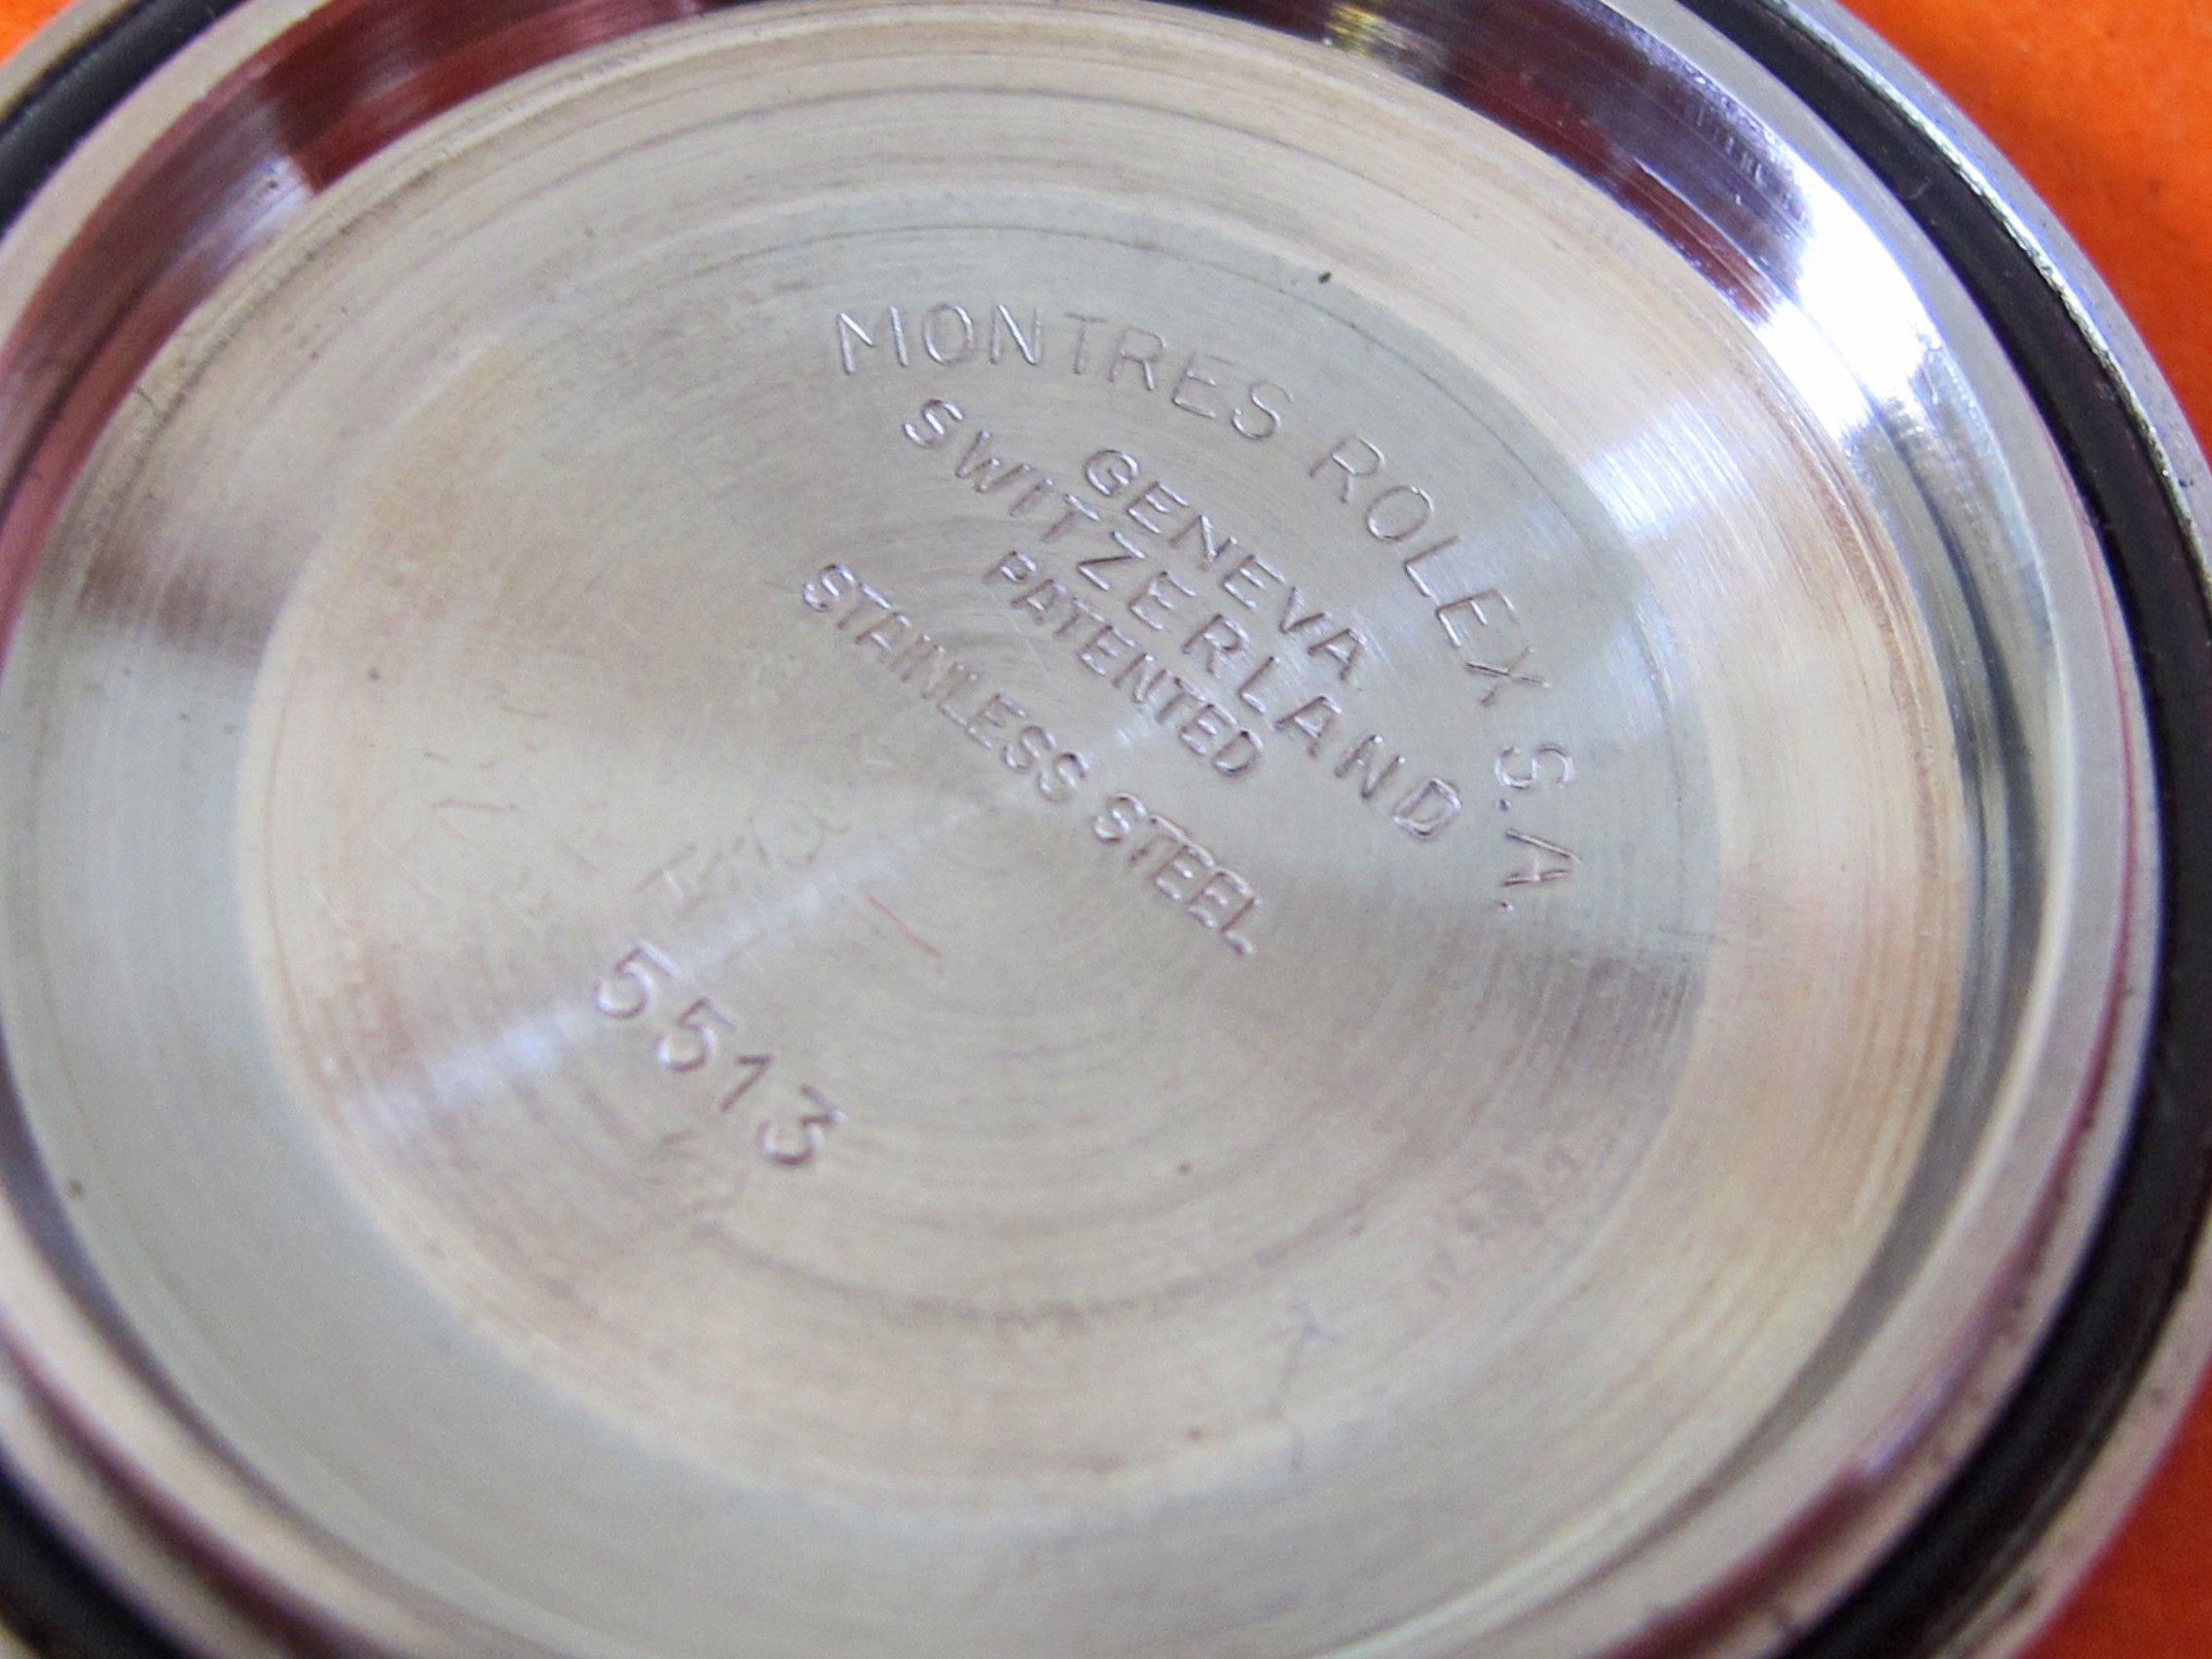 MONTRES ROLEX S.A.
GENEVA
SWITZERLAND
PATENTED
STAINLESS STEEL
5513